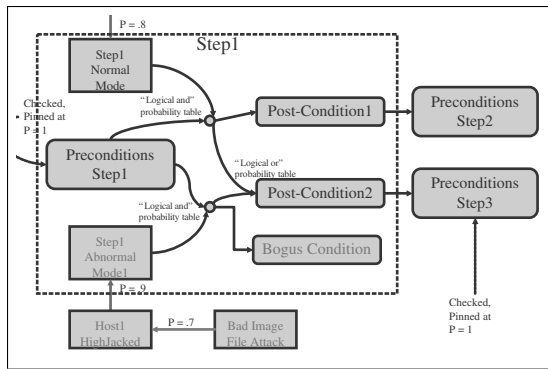 P = .8
Step1
Step1
Normal
Mode
Checked,
Pinned at
P = 1
"Logical and"
probability table
Post-Condition1
Preconditions
Step2
Preconditions
Step1
"Logical or"
probability table
Post-Condition2
Preconditions
Step3
"Logical and"
probability table
Step1
Abnormal
Mode1
Bogus Condition
P = .9
Checked,
Pinned at
P = 1
Host1
HighJacked
P = .7
Bad Image
File Attack